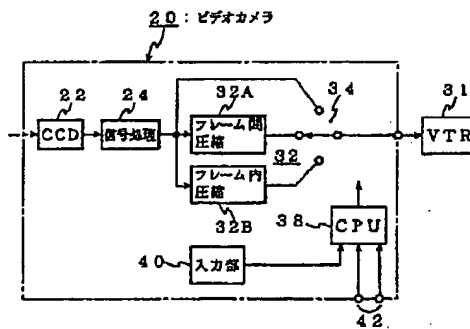 20:ビデオカメラ
22
24
32A
34
31
CCD
信号処理
フレーム間
圧縮
VTR
32
フレーム内
圧縮
38
32B
CPU
40
入力部
42